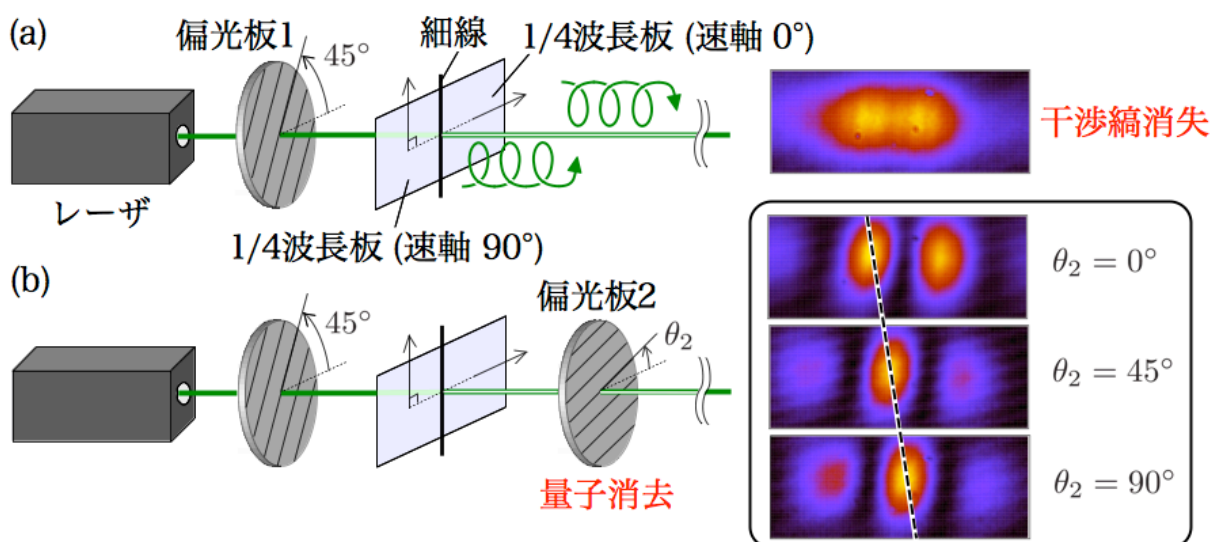 (a)
偏光板1
45°
細線
1/4波長板 (速軸 0°)
レーザ
1/4波長板 (速軸 90°)
干渉縞消失
(b)
45°
偏光板2
θ₂
量子消去
θ₂ = 0°
θ₂ = 45°
θ₂ = 90°